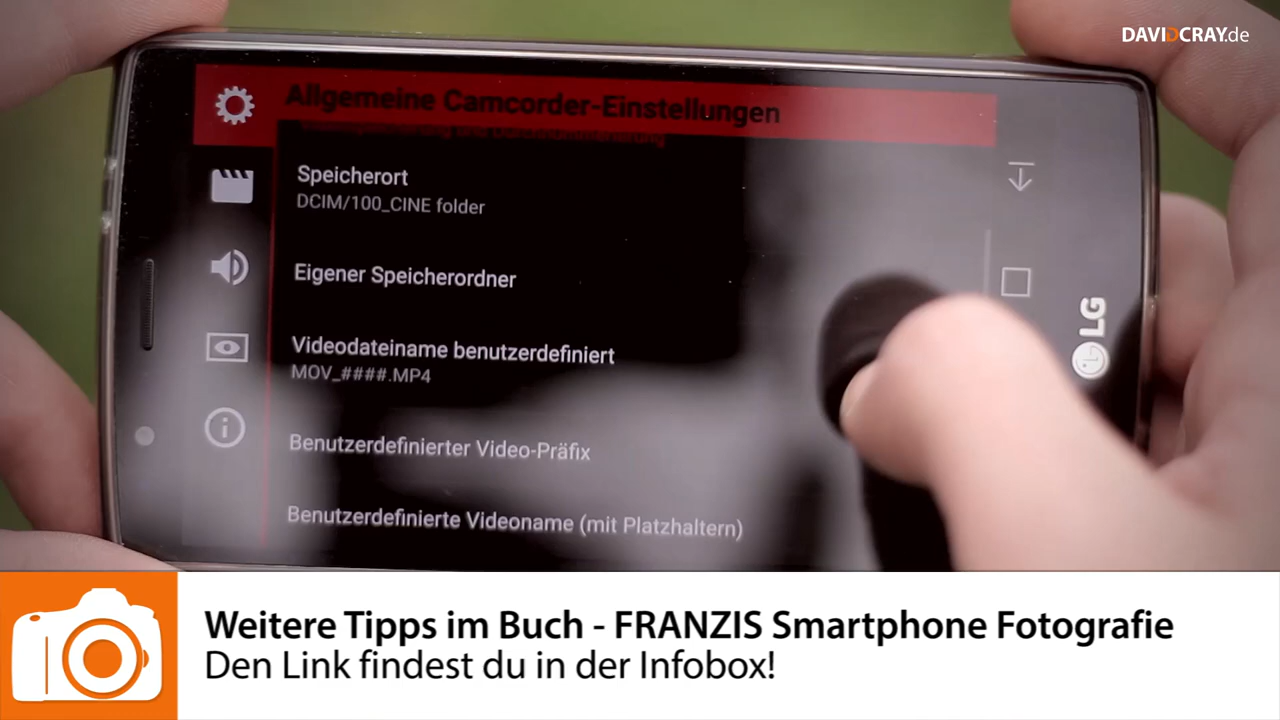 DAVIDCRAY.de
Allgemeine Camcorder-Einstellungen
Speicherort
DCIM/100_CINE folder
Eigener Speicherordner
Videodateiname benutzerdefiniert
MOV_####.MP4
Benutzerdefinierter Video-Präfix
Benutzerdefinierte Videoname (mit Platzhaltern)
LG
Weitere Tipps im Buch - FRANZIS Smartphone Fotografie
Den Link findest du in der Infobox!